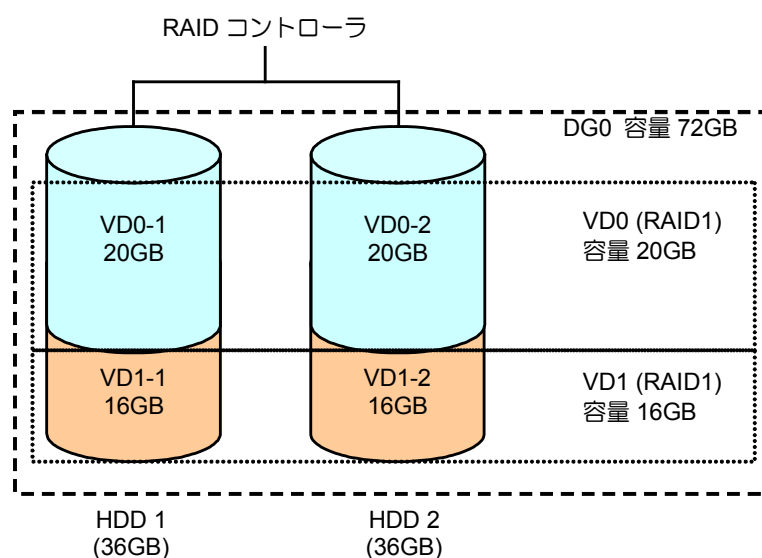 RAID コントローラ
DG0 容量 72GB
VD0-1
20GB
VD0-2
20GB
VD0 (RAID1)
容量 20GB
VD1-1
16GB
VD1-2
16GB
VD1 (RAID1)
容量 16GB
HDD 1
(36GB)
HDD 2
(36GB)